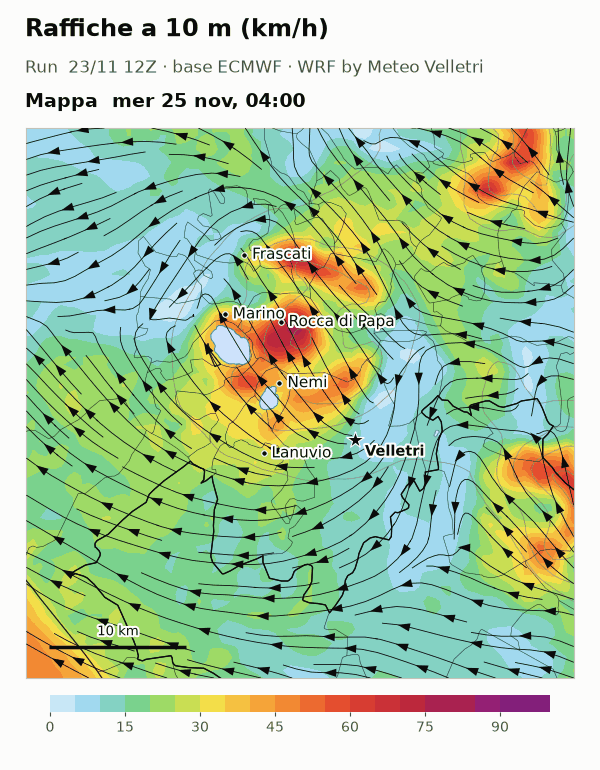 Raffiche a 10 m (km/h)
Run  23/11 12Z · base ECMWF · WRF by Meteo Velletri
Mappa  mer 25 nov, 04:00
Frascati
Marino
Rocca di Papa
Nemi
Lanuvio
Velletri
10 km
0 15 30 45 60 75 90